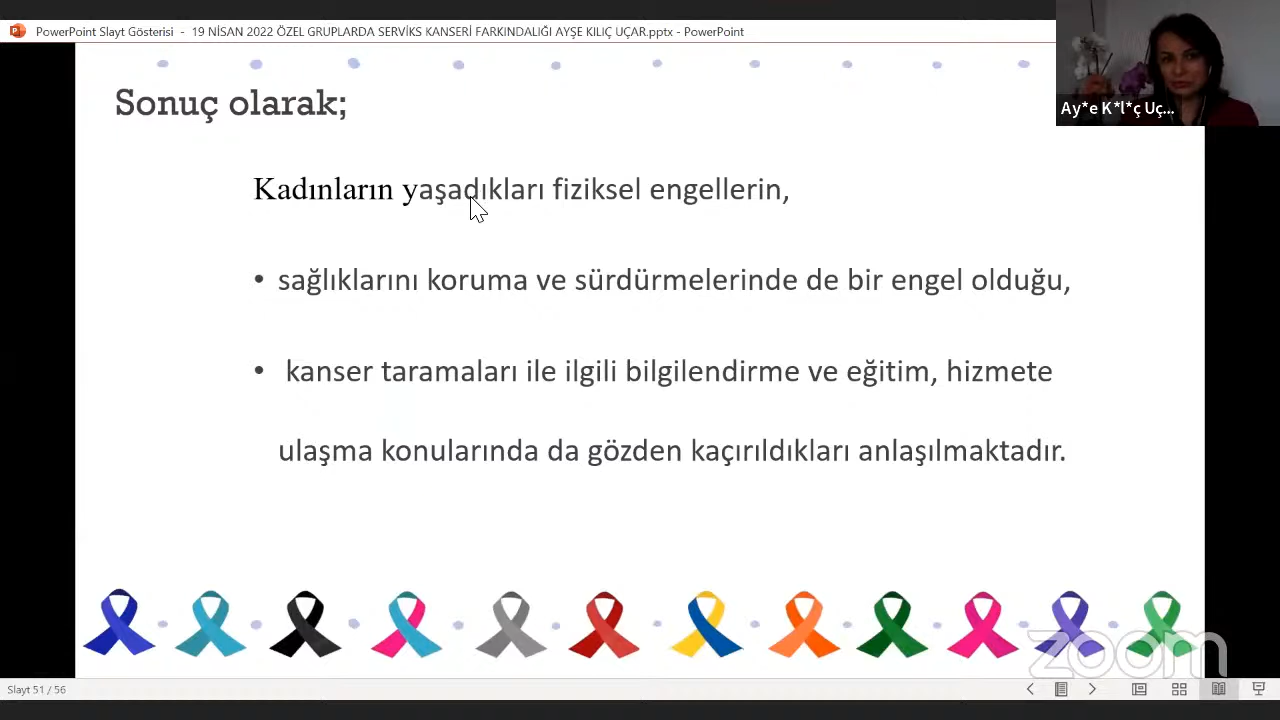 PowerPoint Slayt Gösterisi - 19 NİSAN 2022 ÖZEL GRUPLARDA SERVİKS KANSERİ FARKINDALIĞI AYŞE KILIÇ UÇAR.pptx - PowerPoint
Ay*e K*l*ç Uç...
Sonuç olarak;
Kadınların yaşadıkları fiziksel engellerin,
• sağlıklarını koruma ve sürdürmelerinde de bir engel olduğu,
• kanser taramaları ile ilgili bilgilendirme ve eğitim, hizmete
ulaşma konularında da gözden kaçırıldıkları anlaşılmaktadır.
zoom
Slayt 51 / 56